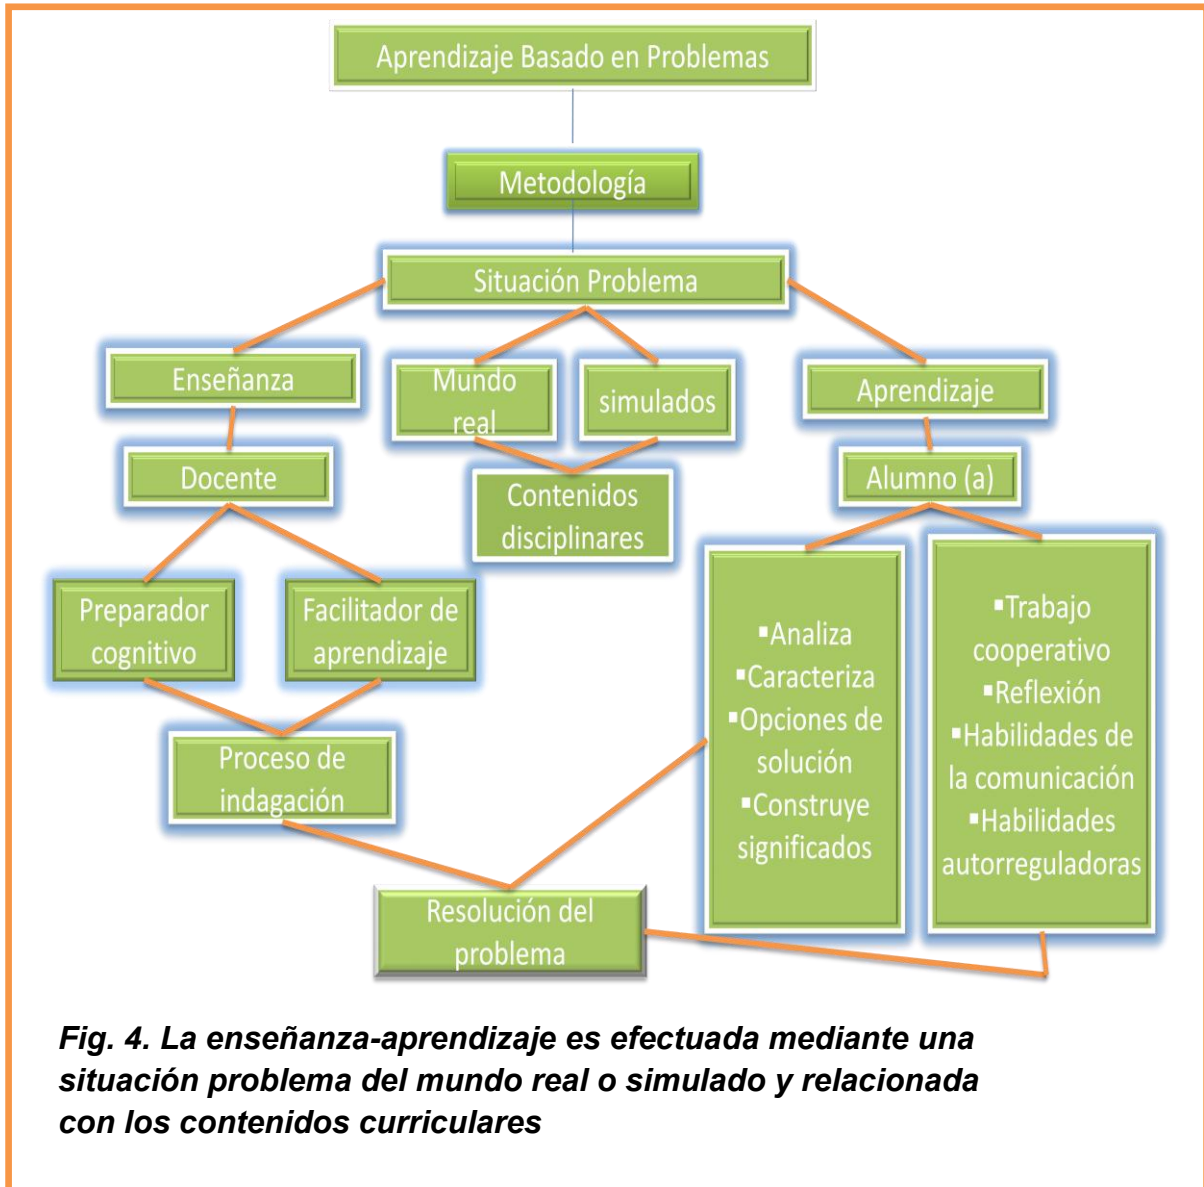 Aprendizaje Basado en Problemas
Metodología
Situación Problema
Enseñanza
Mundo
real
simulados
Aprendizaje
Docente
Contenidos
disciplinares
Alumno (a)
Preparador
cognitivo
Facilitador de
aprendizaje
▪Analiza
▪Caracteriza
▪Opciones de
solución
▪Construye
significados
▪Trabajo
cooperativo
▪Reflexión
▪Habilidades de
la comunicación
▪Habilidades
autorreguladoras
Proceso de
indagación
Resolución del
problema
Fig. 4. La enseñanza-aprendizaje es efectuada mediante una
situación problema del mundo real o simulado y relacionada
con los contenidos curriculares